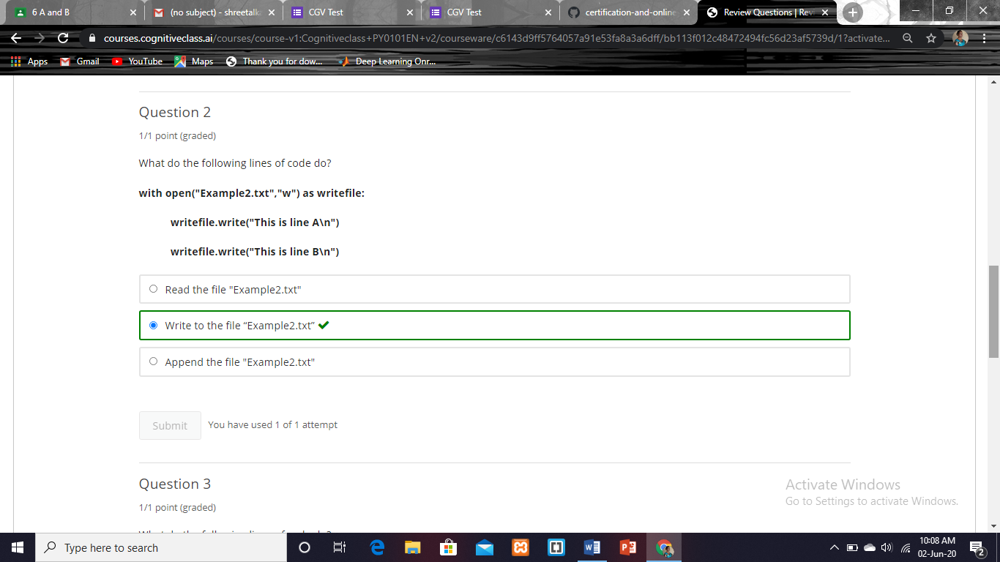 6 A and B
(no subject) - shreetalk
CGV Test
CGV Test
certification-and-online
Review Questions | Rev
courses.cognitiveclass.ai/courses/course-v1:Cognitiveclass+PY0101EN+v2/courseware/c6143d9ff5764057a91e53fa8a3a6dff/bb113f012c48472494fc56d23af5739d/1?activate...
Apps
Gmail
YouTube
Maps
Thank you for dow...
Deep Learning Onr...
Question 2
1/1 point (graded)
What do the following lines of code do?
with open("Example2.txt","w") as writefile:
writefile.write("This is line A\n")
writefile.write("This is line B\n")
Read the file "Example2.txt"
Write to the file “Example2.txt”
Append the file "Example2.txt"
Submit
You have used 1 of 1 attempt
Question 3
1/1 point (graded)
Activate Windows
Go to Settings to activate Windows.
Type here to search
10:08 AM
02-Jun-20
2